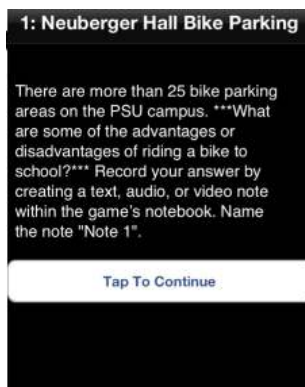 1: Neuberger Hall Bike Parking
There are more than 25 bike parking
areas on the PSU campus. ***What
are some of the advantages or
disadvantages of riding a bike to
school?*** Record your answer by
creating a text, audio, or video note
within the game's notebook. Name
the note "Note 1".
Tap To Continue